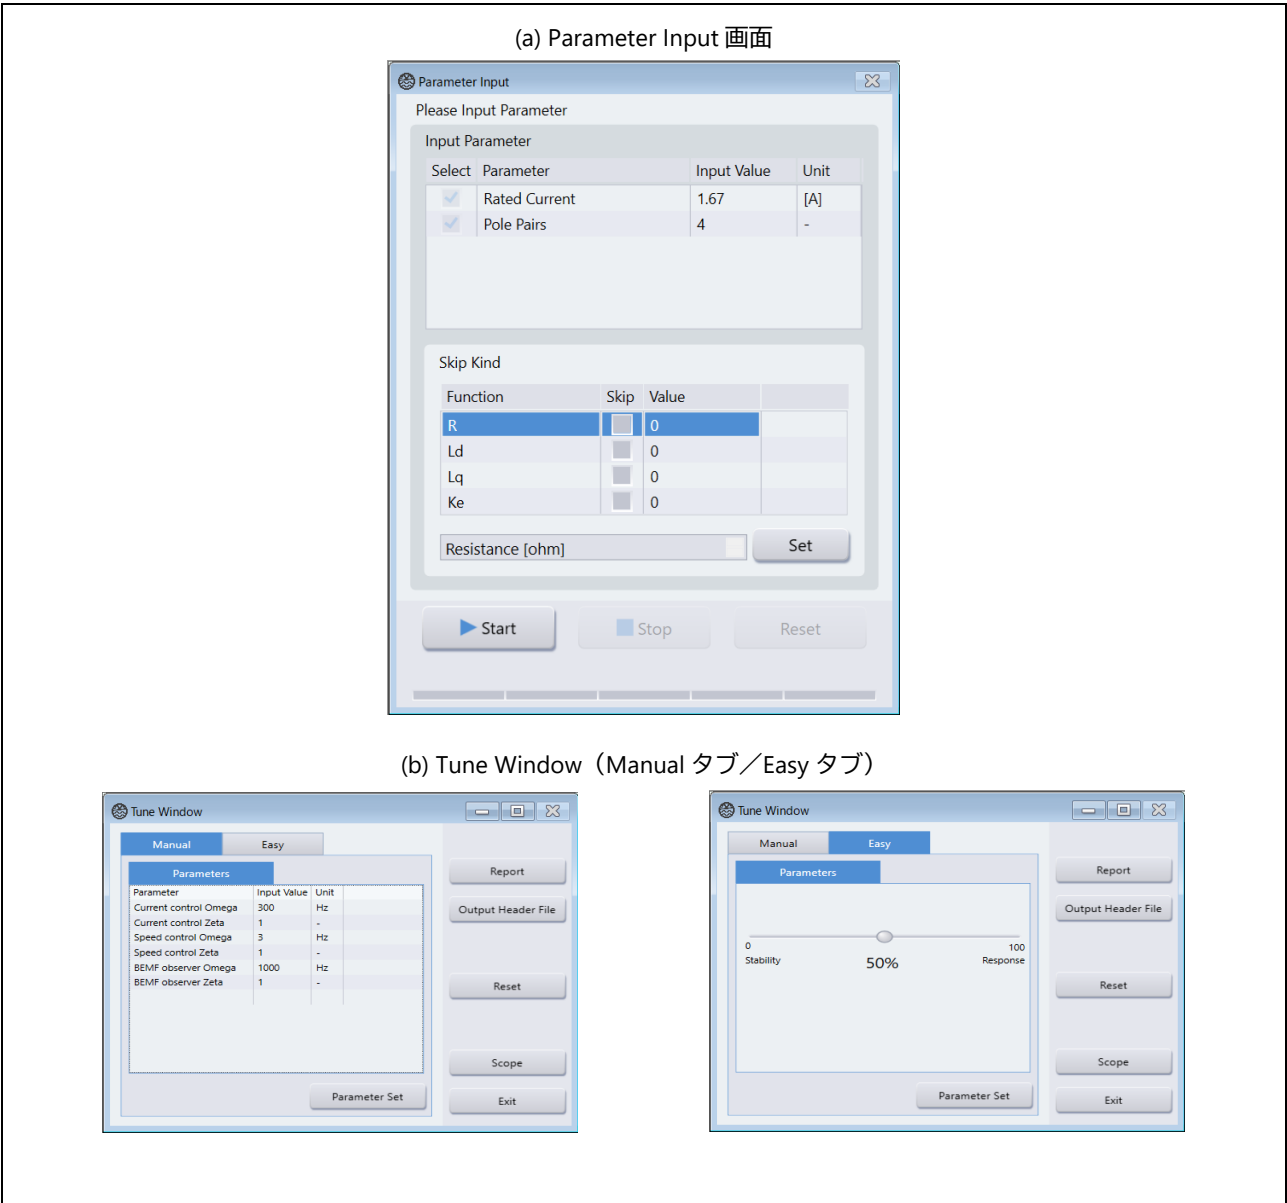 (a) Parameter Input 画面
Parameter Input
Please Input Parameter
Input Parameter
Select Parameter Input Value Unit
Rated Current 1.67 [A]
Pole Pairs 4 -
Skip Kind
Function Skip Value
R 0
Ld 0
Lq 0
Ke 0
Resistance [ohm] Set
Start Stop Reset
(b) Tune Window（Manual タブ／Easy タブ）
Tune Window
Manual Easy
Parameters
Parameter Input Value Unit
Current control Omega 300 Hz
Current control Zeta 1 -
Speed control Omega 3 Hz
Speed control Zeta 1 -
BEMF observer Omega 1000 Hz
BEMF observer Zeta 1 -
Parameter Set
Report
Output Header File
Reset
Scope
Exit
Tune Window
Manual Easy
Parameters
0 100
Stability 50% Response
Parameter Set
Report
Output Header File
Reset
Scope
Exit